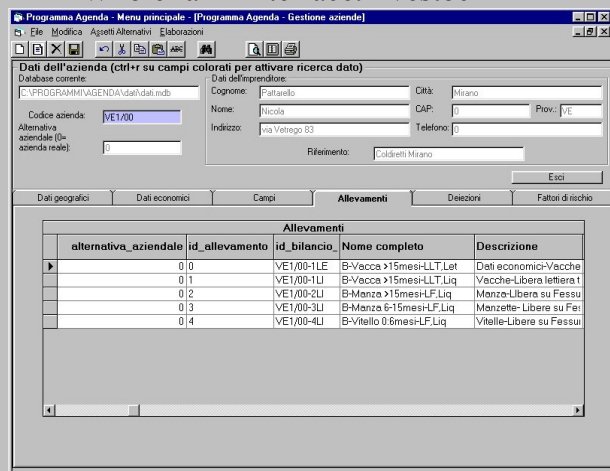 Programma Agenda - Menu principale - [Programma Agenda - Gestione aziende]
File Modifica Assetti Alternativi Elaborazioni
Dati dell'azienda (ctrl+r su campi colorati per attivare ricerca dato)
Database corrente:
C:\PROGRAMMI\AGENDA\dati\dati.mdb
Codice azienda: VE1/00
Alternativa
aziendale (0=
azienda reale): 0
Dati dell'imprenditore:
Cognome: Pattarello Città: Mirano
Nome: Nicola CAP: 0 Prov.: VE
Indirizzo: via Vetrego 83 Telefono: 0
Riferimento: Coldiretti Mirano
Esci
Dati geografici Dati economici Campi Allevamenti Deiezioni Fattori di rischio
Allevamenti
alternativa_aziendale id_allevamento id_bilancio_ Nome completo Descrizione
0 0 VE1/00-1LE B-Vacca >15mesi-LLT,Let Dati economici-Vacche
0 1 VE1/00-1LI B-Vacca >15mesi-LLT,Liq Vacche-Libera lettiera t
0 2 VE1/00-2LI B-Manza >15mesi-LF,Liq Manza-LIbera su Fessu
0 3 VE1/00-3LI B-Manza 6-15mesi-LF,Liq Manzette- Libere su Fes
0 4 VE1/00-4LI B-Vitello 0:6mesi-LF,Liq Vitelle-Libere su Fessur